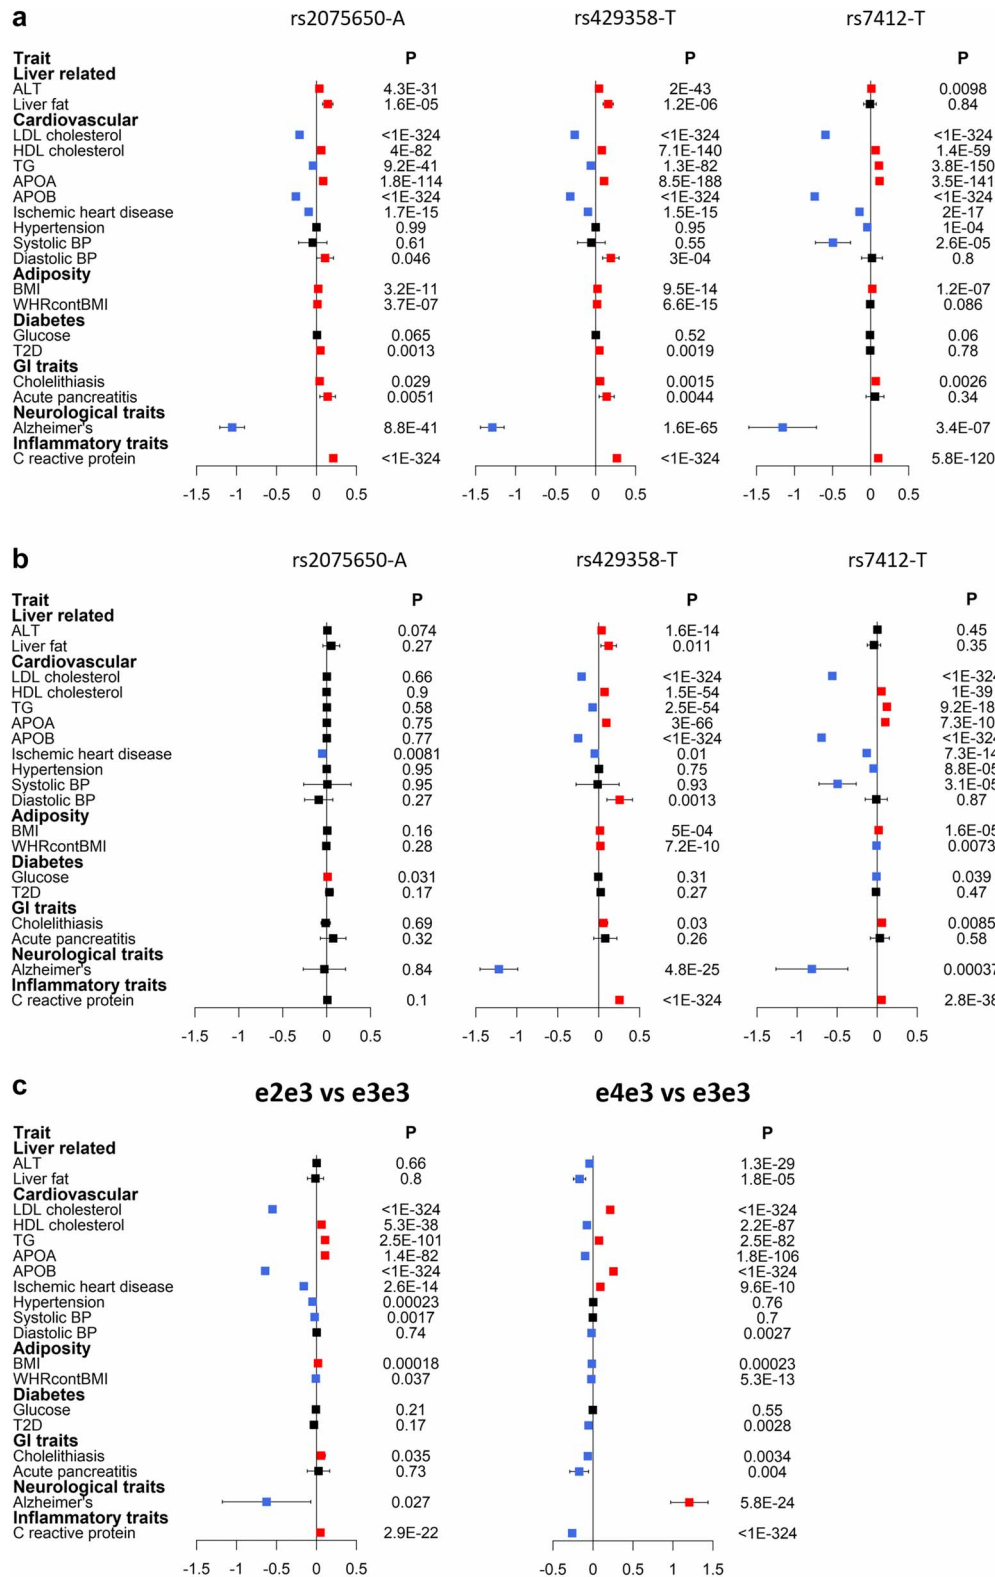 a
rs2075650-A rs429358-T rs7412-T
Trait P P P
Liver related
ALT 4.3E-31 2E-43 0.0098
Liver fat 1.6E-05 1.2E-06 0.84
Cardiovascular
LDL cholesterol <1E-324 <1E-324 <1E-324
HDL cholesterol 4E-82 7.1E-140 1.4E-59
TG 9.2E-41 1.3E-82 3.8E-150
APOA 1.8E-114 8.5E-188 3.5E-141
APOB <1E-324 <1E-324 <1E-324
Ischemic heart disease 1.7E-15 1.5E-15 2E-17
Hypertension 0.99 0.95 1E-04
Systolic BP 0.61 0.55 2.6E-05
Diastolic BP 0.046 3E-04 0.8
Adiposity
BMI 3.2E-11 9.5E-14 1.2E-07
WHRcontBMI 3.7E-07 6.6E-15 0.086
Diabetes
Glucose 0.065 0.52 0.06
T2D 0.0013 0.0019 0.78
GI traits
Cholelithiasis 0.029 0.0015 0.0026
Acute pancreatitis 0.0051 0.0044 0.34
Neurological traits
Alzheimer's 8.8E-41 1.6E-65 3.4E-07
Inflammatory traits
C reactive protein <1E-324 <1E-324 5.8E-120
-1.5 -1 -0.5 0 0.5 -1.5 -1 -0.5 0 0.5 -1.5 -1 -0.5 0 0.5
b
rs2075650-A rs429358-T rs7412-T
Trait P P P
Liver related
ALT 0.074 1.6E-14 0.45
Liver fat 0.27 0.011 0.35
Cardiovascular
LDL cholesterol 0.66 <1E-324 <1E-324
HDL cholesterol 0.9 1.5E-54 1E-39
TG 0.58 2.5E-54 9.2E-18
APOA 0.75 3E-66 7.3E-10
APOB 0.77 <1E-324 <1E-324
Ischemic heart disease 0.0081 0.01 7.3E-14
Hypertension 0.95 0.75 8.8E-05
Systolic BP 0.95 0.93 3.1E-05
Diastolic BP 0.27 0.0013 0.87
Adiposity
BMI 0.16 5E-04 1.6E-05
WHRcontBMI 0.28 7.2E-10 0.0073
Diabetes
Glucose 0.031 0.31 0.039
T2D 0.17 0.27 0.47
GI traits
Cholelithiasis 0.69 0.03 0.0085
Acute pancreatitis 0.32 0.26 0.58
Neurological traits
Alzheimer's 0.84 4.8E-25 0.00037
Inflammatory traits
C reactive protein 0.1 <1E-324 2.8E-38
-1.5 -1 -0.5 0 0.5 -1.5 -1 -0.5 0 0.5 -1.5 -1 -0.5 0 0.5
c
e2e3 vs e3e3 e4e3 vs e3e3
Trait P P
Liver related
ALT 0.66 1.3E-29
Liver fat 0.8 1.8E-05
Cardiovascular
LDL cholesterol <1E-324 <1E-324
HDL cholesterol 5.3E-38 2.2E-87
TG 2.5E-101 2.5E-82
APOA 1.4E-82 1.8E-106
APOB <1E-324 <1E-324
Ischemic heart disease 2.6E-14 9.6E-10
Hypertension 0.00023 0.76
Systolic BP 0.0017 0.7
Diastolic BP 0.74 0.0027
Adiposity
BMI 0.00018 0.00023
WHRcontBMI 0.037 5.3E-13
Diabetes
Glucose 0.21 0.55
T2D 0.17 0.0028
GI traits
Cholelithiasis 0.035 0.0034
Acute pancreatitis 0.73 0.004
Neurological traits
Alzheimer's 0.027 5.8E-24
Inflammatory traits
C reactive protein 2.9E-22 <1E-324
-1.5 -1 -0.5 0 0.5 -0.5 0 0.5 1 1.5